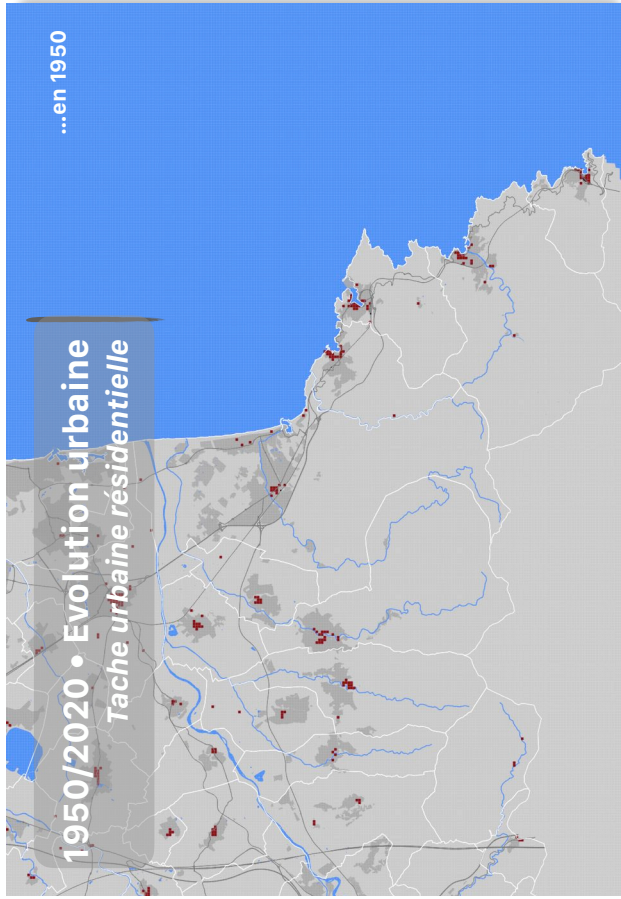 1950/2020 • Evolution urbaine
Tache urbaine résidentielle
...en 1950